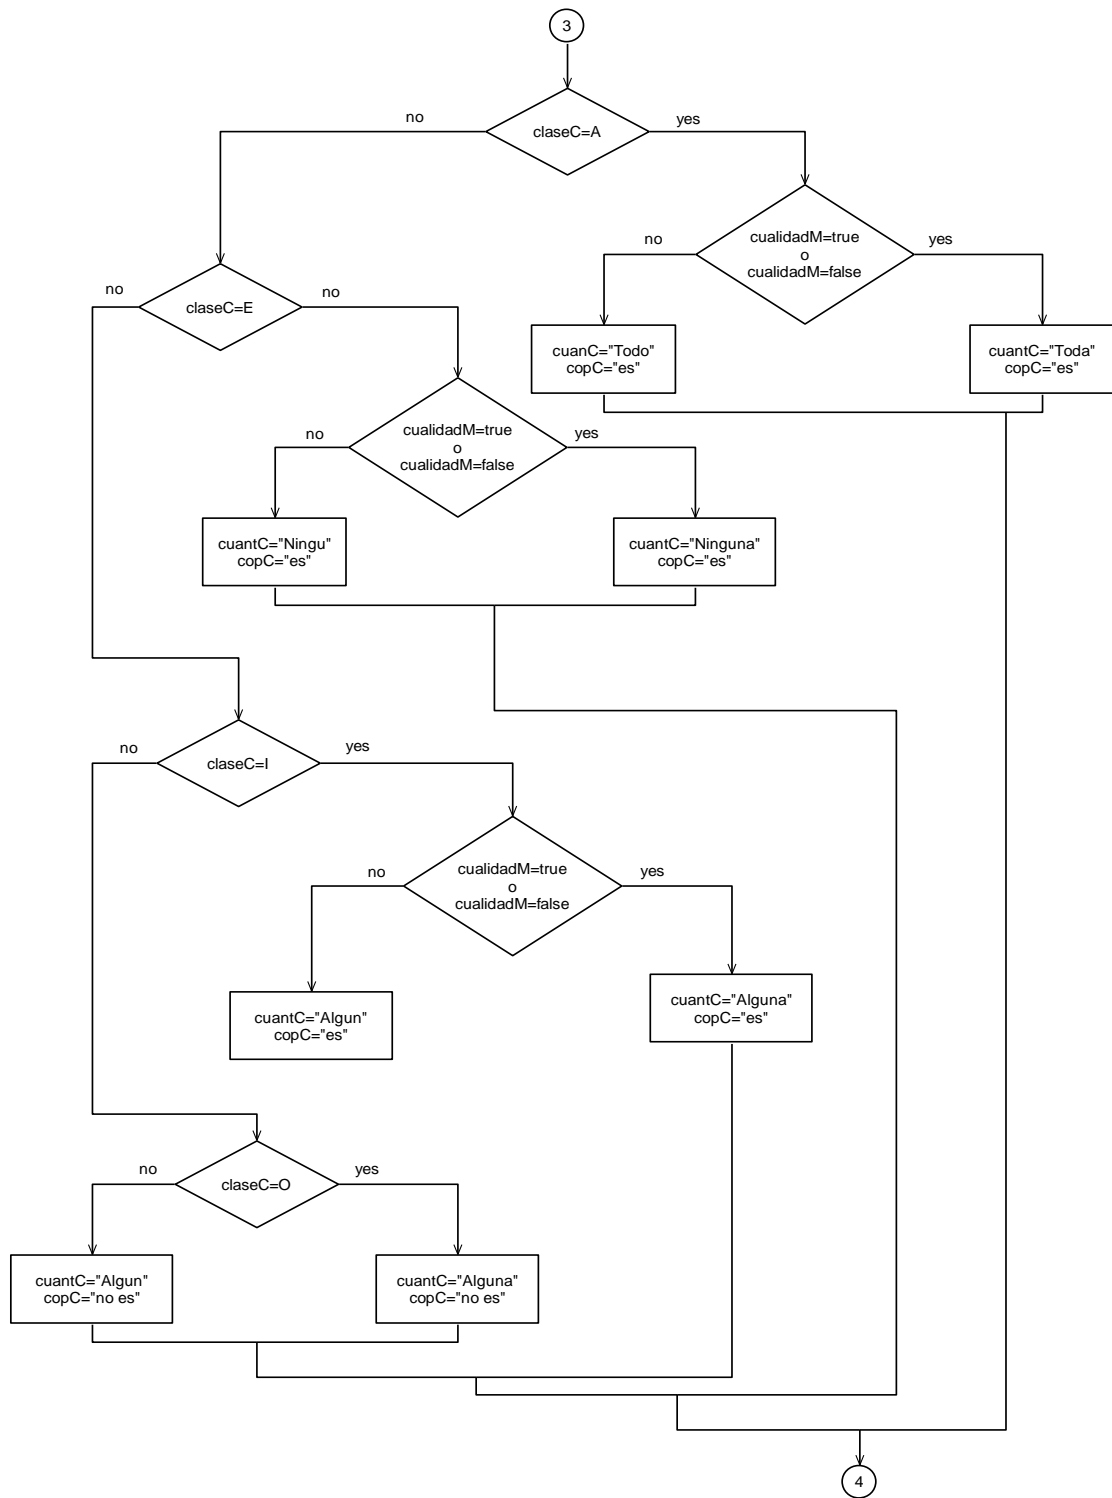 3
claseC=A
no
yes
cualidadM=true
o
cualidadM=false
no
yes
cuanC="Todo"
copC="es"
cuantC="Toda"
copC="es"
claseC=E
no
no
cualidadM=true
o
cualidadM=false
no
yes
cuantC="Ningu"
copC="es"
cuantC="Ninguna"
copC="es"
claseC=I
no
yes
cualidadM=true
o
cualidadM=false
no
yes
cuantC="Algun"
copC="es"
cuantC="Alguna"
copC="es"
claseC=O
no
yes
cuantC="Algun"
copC="no es"
cuantC="Alguna"
copC="no es"
4